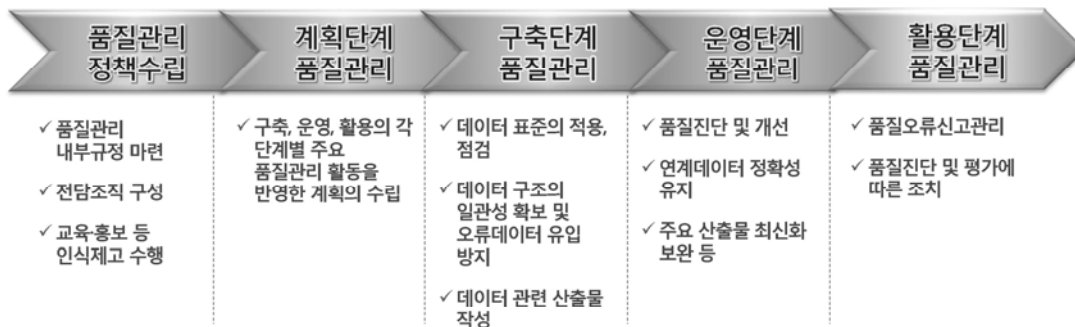 품질관리
정책수립
계획단계
품질관리
구축단계
품질관리
운영단계
품질관리
활용단계
품질관리
✓ 품질관리
내부규정 마련
✓ 전담조직 구성
✓ 교육·홍보 등
인식제고 수행
✓ 구축, 운영, 활용의 각
단계별 주요
품질관리 활동을
반영한 계획의 수립
✓ 데이터 표준의 적용,
점검
✓ 데이터 구조의
일관성 확보 및
오류데이터 유입
방지
✓ 데이터 관련 산출물
작성
✓ 품질진단 및 개선
✓ 연계데이터 정확성
유지
✓ 주요 산출물 최신화
보완 등
✓ 품질오류신고관리
✓ 품질진단 및 평가에
따른 조치